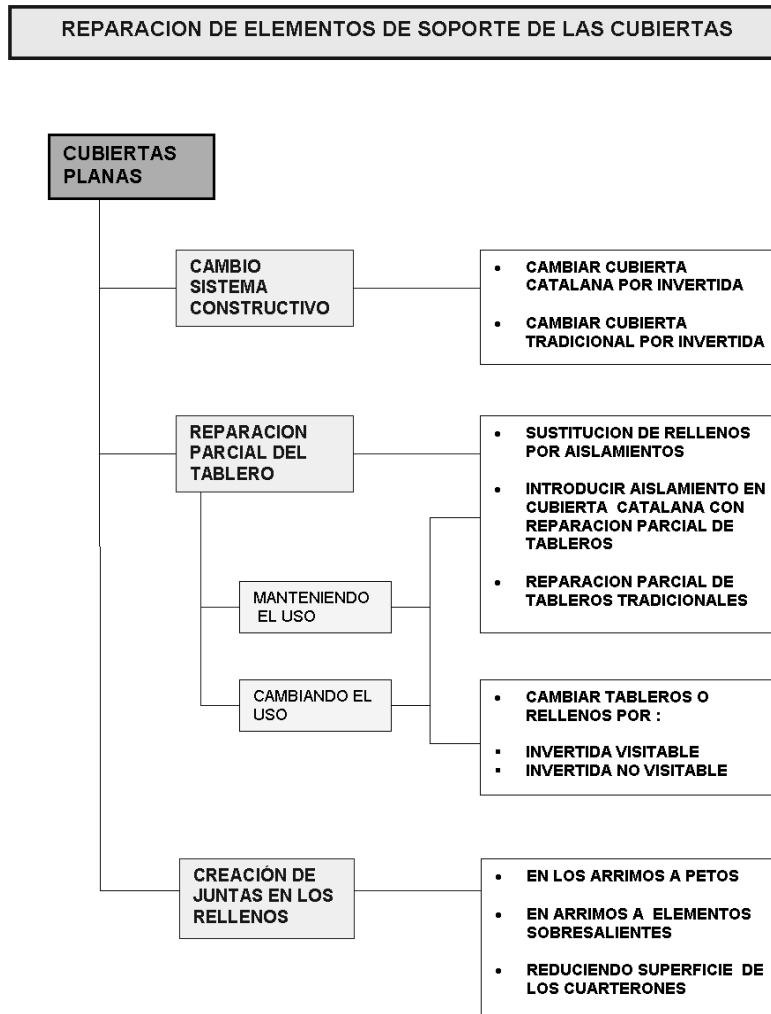 REPARACION DE ELEMENTOS DE SOPORTE DE LAS CUBIERTAS
CUBIERTAS
PLANAS
CAMBIO
SISTEMA
CONSTRUCTIVO
• CAMBIAR CUBIERTA
CATALANA POR INVERTIDA
• CAMBIAR CUBIERTA
TRADICIONAL POR INVERTIDA
REPARACION
PARCIAL DEL
TABLERO
• SUSTITUCION DE RELLENOS
POR AISLAMIENTOS
• INTRODUCIR AISLAMIENTO EN
CUBIERTA CATALANA CON
REPARACION PARCIAL DE
TABLEROS
• REPARACION PARCIAL DE
TABLEROS TRADICIONALES
MANTENIENDO
EL USO
CAMBIANDO EL
USO
• CAMBIAR TABLEROS O
RELLENOS POR :
▪ INVERTIDA VISITABLE
▪ INVERTIDA NO VISITABLE
CREACIÓN DE
JUNTAS EN LOS
RELLENOS
• EN LOS ARRIMOS A PETOS
• EN ARRIMOS A ELEMENTOS
SOBRESALIENTES
• REDUCIENDO SUPERFICIE DE
LOS CUARTERONES